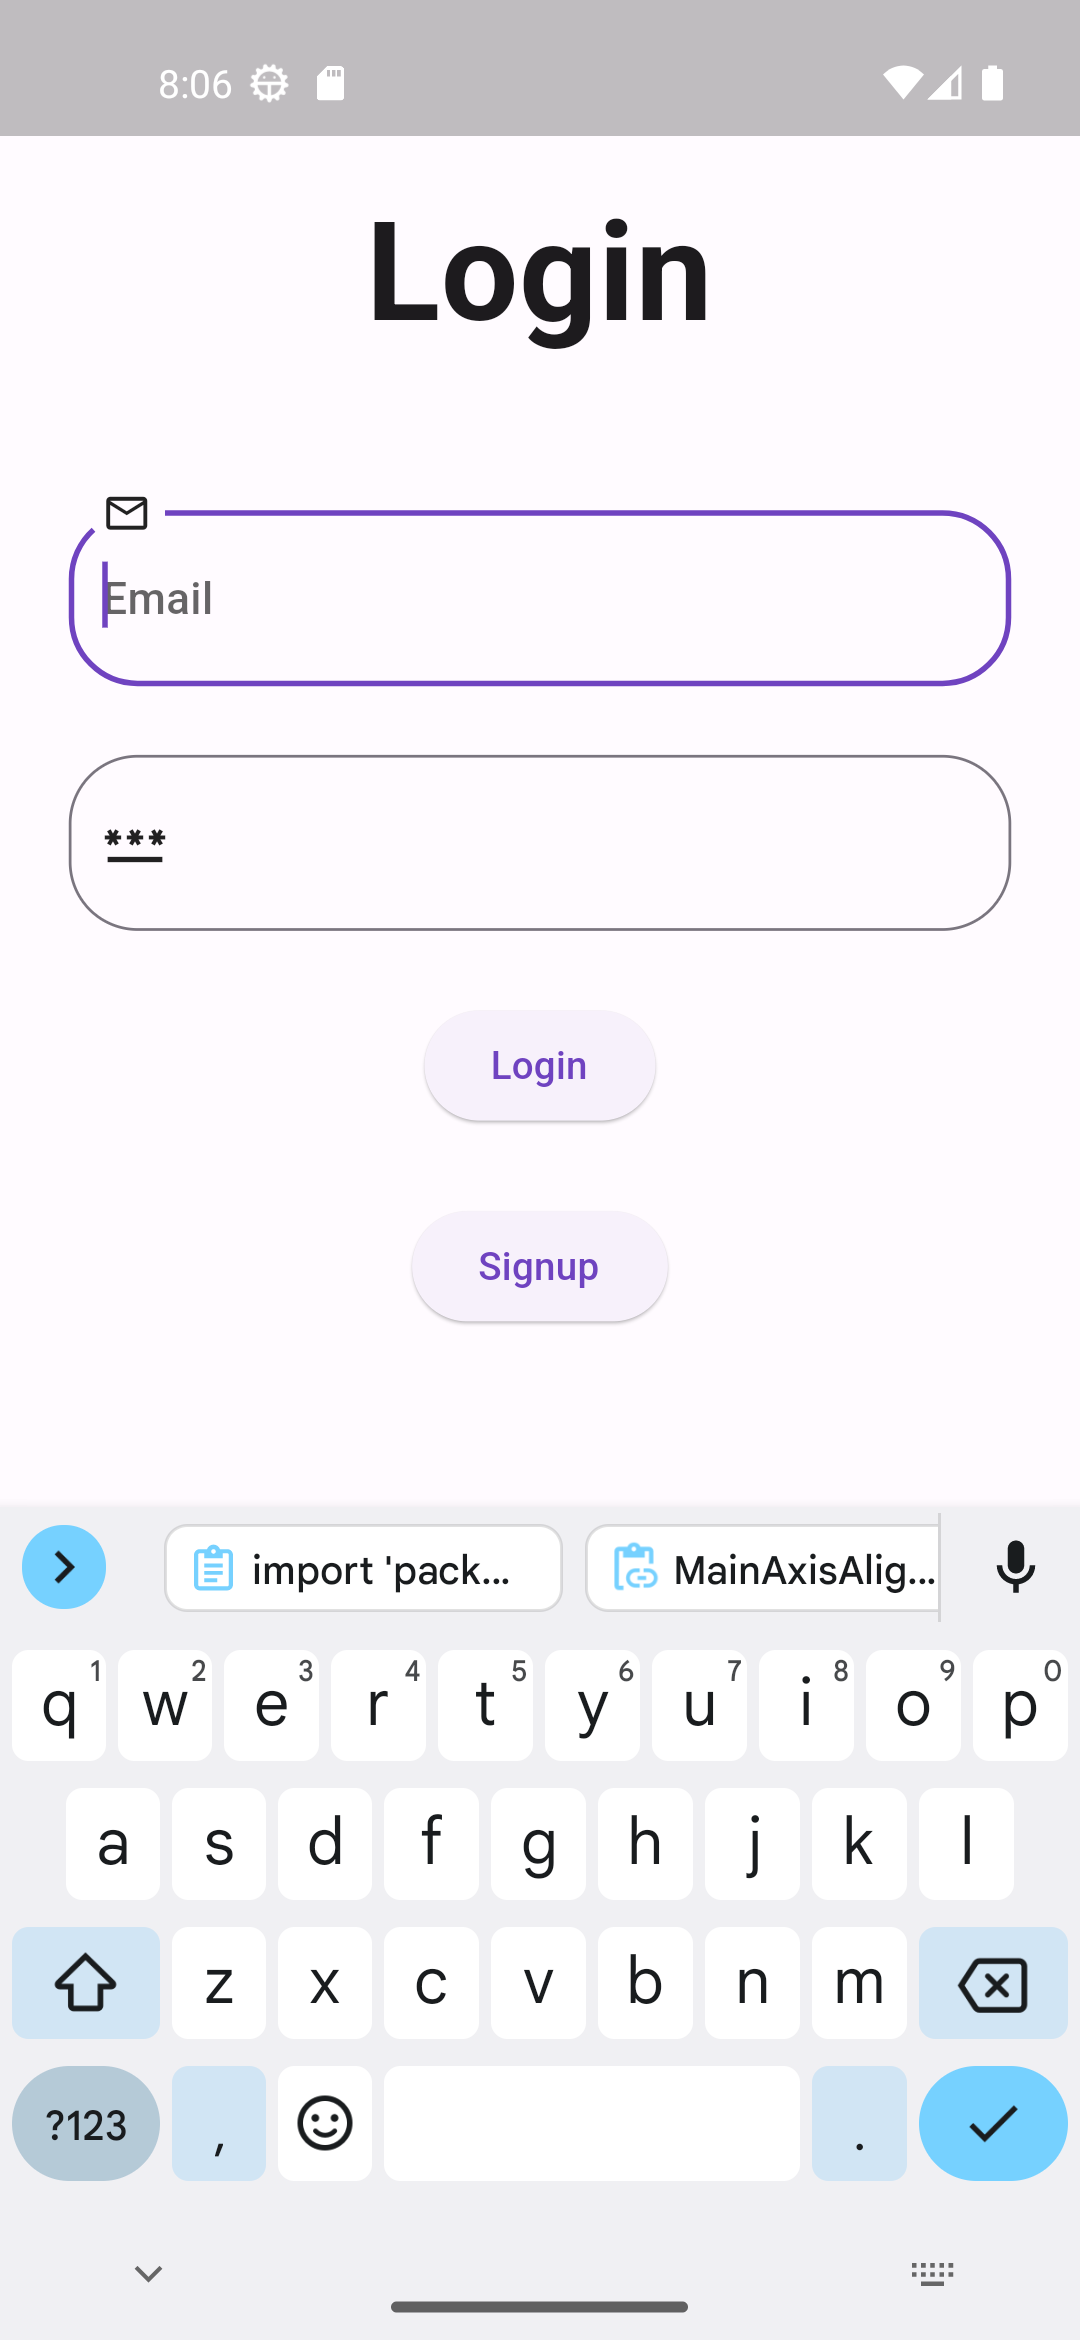 8:06
Login
Email
***
Login
Signup
import 'pack...
MainAxisAlig...
q 1 w 2 e 3 r 4 t 5 y 6 u 7 i 8 o 9 p 0
a s d f g h j k l
z x c v b n m
?123 , .